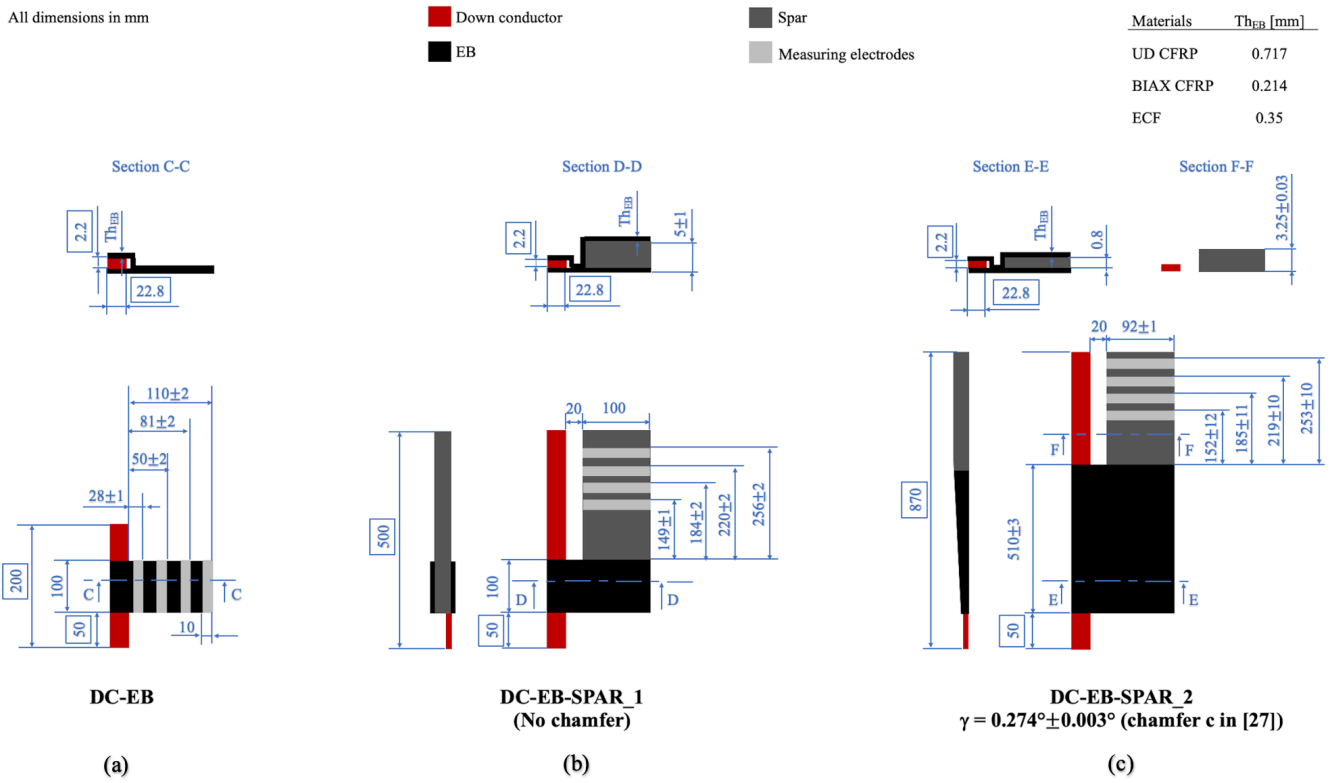 All dimensions in mm
Down conductor
EB
Spar
Measuring electrodes
Materials Th_EB [mm]
UD CFRP 0.717
BIAX CFRP 0.214
ECF 0.35
Section C-C
2.2
Th_EB
22.8
110±2
81±2
50±2
28±1
200
100
50
C
C
10
DC-EB
(a)
Section D-D
2.2
Th_EB
5±1
22.8
20
100
500
149±1
184±2
220±2
256±2
100
50
D
D
DC-EB-SPAR_1
(No chamfer)
(b)
Section E-E
2.2
Th_EB
0.8
22.8
Section F-F
3.25±0.03
20
92±1
870
F
F
152±12
185±11
219±10
253±10
510±3
50
E
E
DC-EB-SPAR_2
γ = 0.274°±0.003° (chamfer c in [27])
(c)